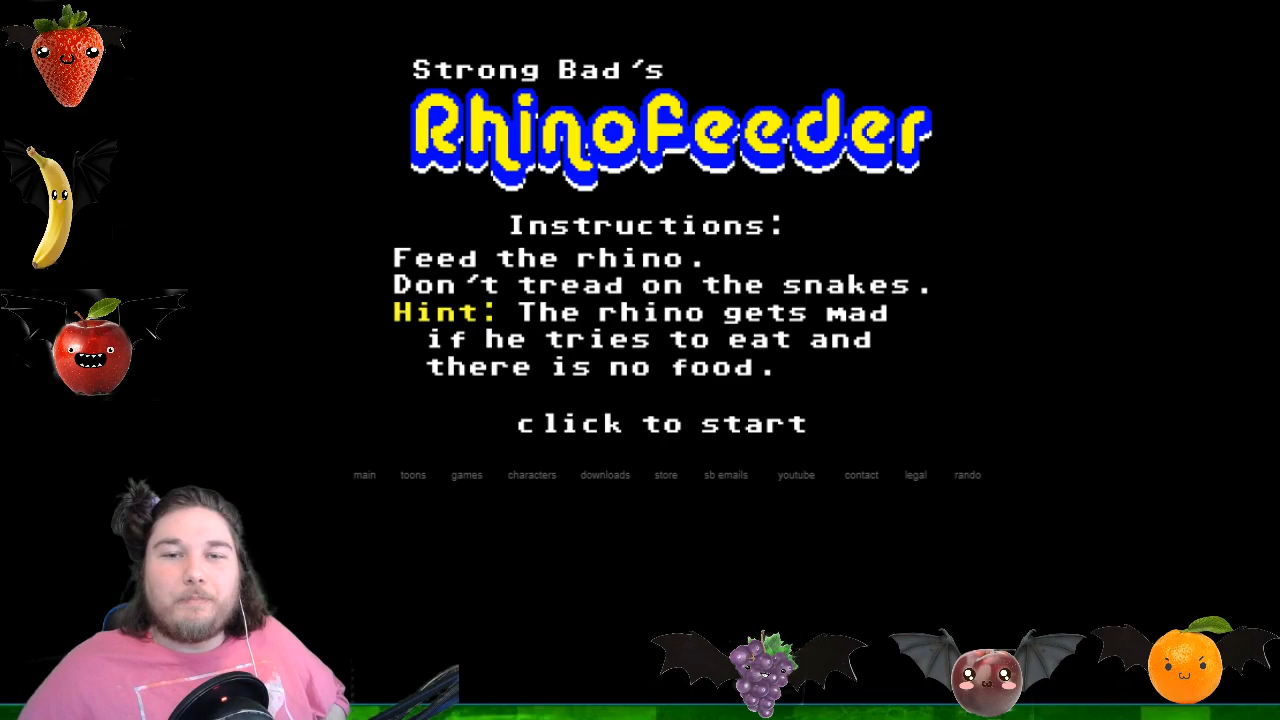 Strong Bad's
RhinoFeeder
Instructions:
Feed the rhino.
Don't tread on the snakes.
Hint: The rhino gets mad
if he tries to eat and
there is no food.
click to start
main toons games characters downloads store sb emails youtube contact legal rando